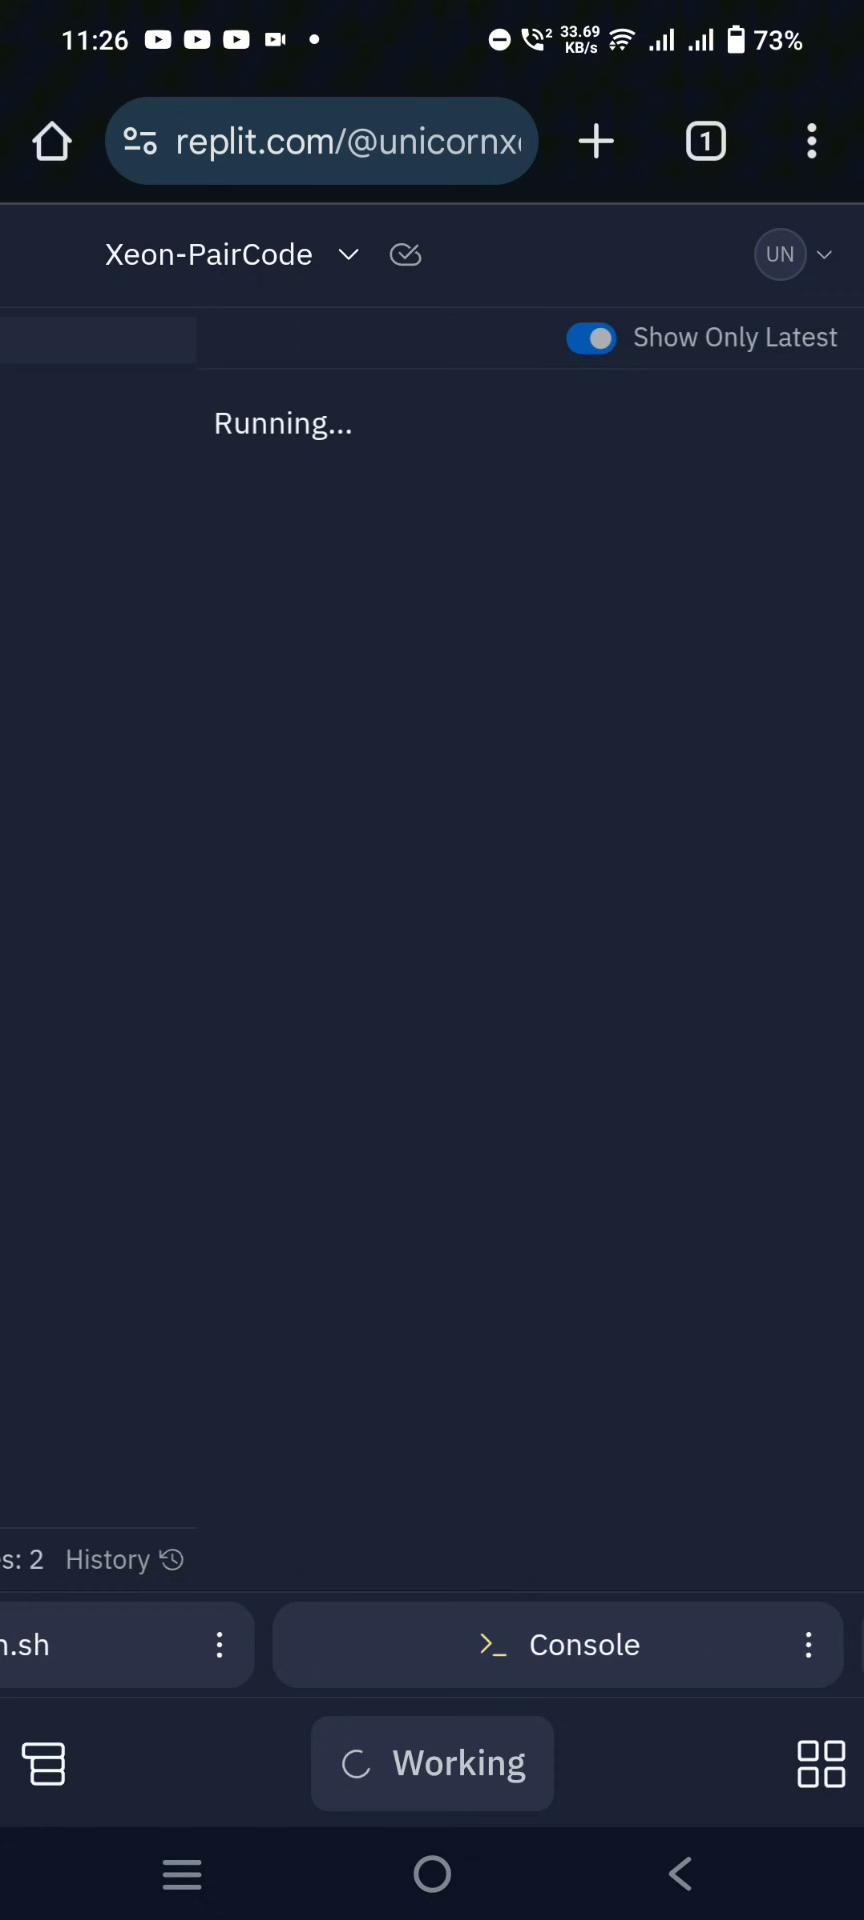 11:26
2
33.69
KB/s
73%
replit.com/@unicornx
1
Xeon-PairCode
UN
Show Only Latest
Running...
s: 2 History
n.sh
>_ Console
Working